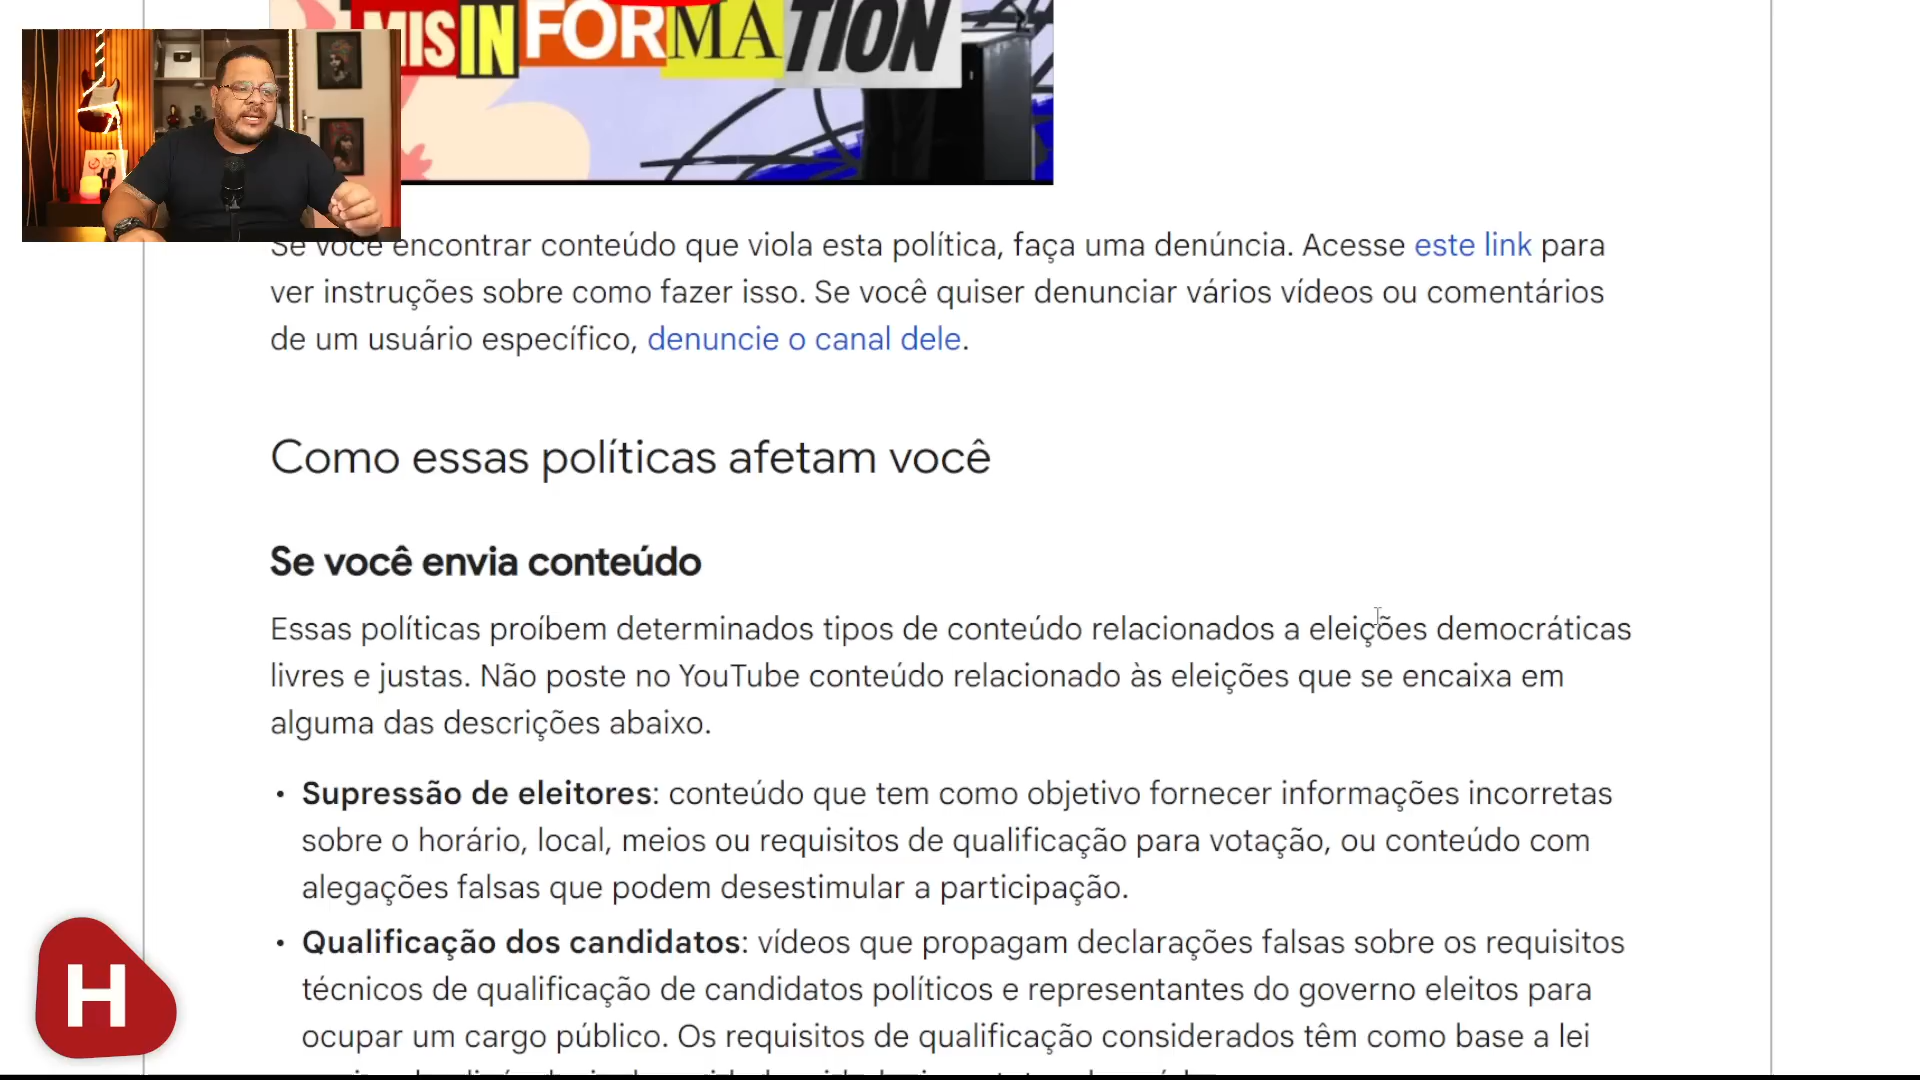 MISINFORMATION
Se você encontrar conteúdo que viola esta política, faça uma denúncia. Acesse este link para
ver instruções sobre como fazer isso. Se você quiser denunciar vários vídeos ou comentários
de um usuário específico, denuncie o canal dele.
Como essas políticas afetam você
Se você envia conteúdo
Essas políticas proíbem determinados tipos de conteúdo relacionados a eleições democráticas
livres e justas. Não poste no YouTube conteúdo relacionado às eleições que se encaixa em
alguma das descrições abaixo.
• Supressão de eleitores: conteúdo que tem como objetivo fornecer informações incorretas
sobre o horário, local, meios ou requisitos de qualificação para votação, ou conteúdo com
alegações falsas que podem desestimular a participação.
• Qualificação dos candidatos: vídeos que propagam declarações falsas sobre os requisitos
técnicos de qualificação de candidatos políticos e representantes do governo eleitos para
ocupar um cargo público. Os requisitos de qualificação considerados têm como base a lei
H